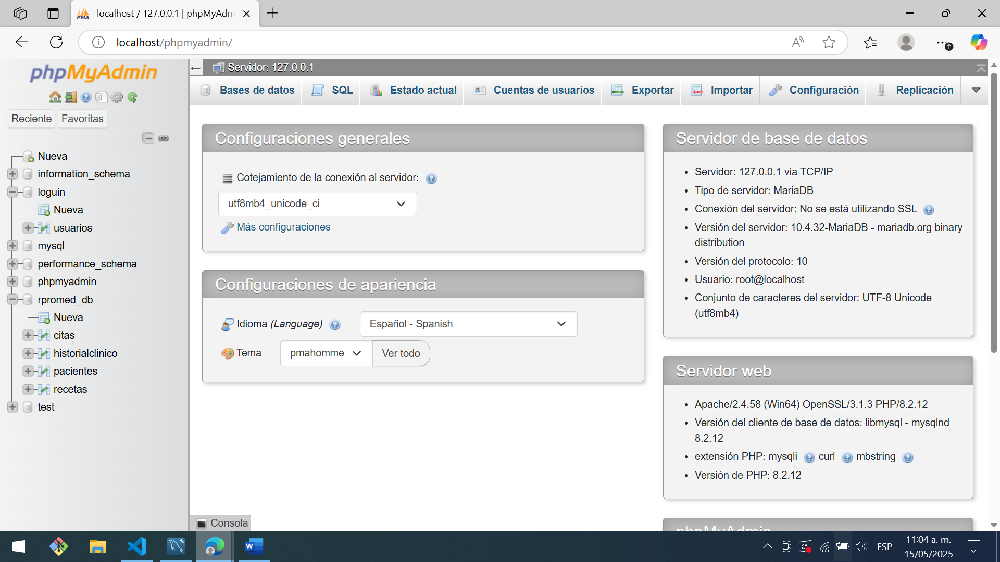 localhost / 127.0.0.1 | phpMyAdm
localhost/phpmyadmin/
phpMyAdmin
Reciente
Favoritas
Nueva
information_schema
loguin
Nueva
usuarios
mysql
performance_schema
phpmyadmin
rpromed_db
Nueva
citas
historialclinico
pacientes
recetas
test
Servidor: 127.0.0.1
Bases de datos
SQL
Estado actual
Cuentas de usuarios
Exportar
Importar
Configuración
Replicación
Configuraciones generales
Cotejamiento de la conexión al servidor:
utf8mb4_unicode_ci
Más configuraciones
Configuraciones de apariencia
Idioma (Language)
Español - Spanish
Tema
pmahomme
Ver todo
Servidor de base de datos
• Servidor: 127.0.0.1 via TCP/IP
• Tipo de servidor: MariaDB
• Conexión del servidor: No se está utilizando SSL
• Versión del servidor: 10.4.32-MariaDB - mariadb.org binary
distribution
• Versión del protocolo: 10
• Usuario: root@localhost
• Conjunto de caracteres del servidor: UTF-8 Unicode
(utf8mb4)
Servidor web
• Apache/2.4.58 (Win64) OpenSSL/3.1.3 PHP/8.2.12
• Versión del cliente de base de datos: libmysql - mysqlnd
8.2.12
• extensión PHP: mysqli curl mbstring
• Versión de PHP: 8.2.12
phpMyAdmin
Consola
ESP
11:04 a. m.
15/05/2025